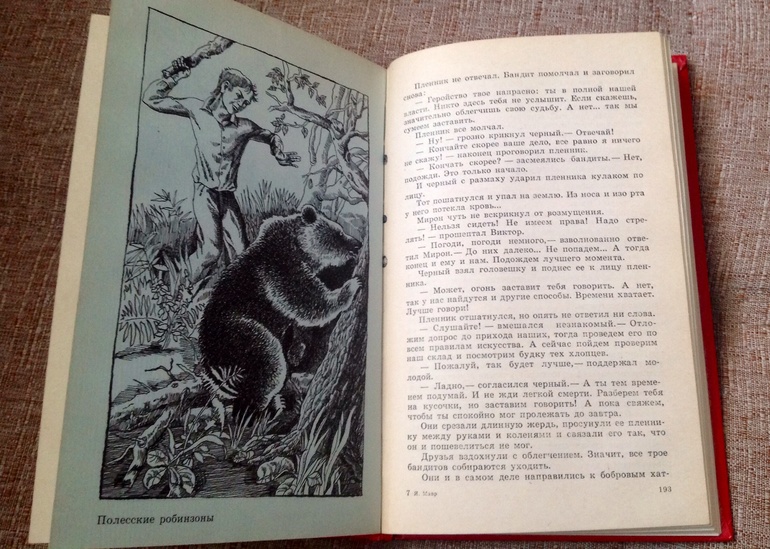 Полесские робинзоны
Пленник не отвечал. Бандит помолчал и заговорил
снова:
— Геройство твое напрасно: ты в полной нашей
власти. Никто здесь тебя не услышит. Если скажешь,
значительно облегчишь свою судьбу. А нет... так мы
сумеем заставить.
Пленник все молчал.
— Ну! — грозно крикнул черный.— Отвечай!
— Кончайте скорее ваше дело, все равно я ничего
не скажу! — наконец проговорил пленник.
— Кончать скорее? — засмеялись бандиты.— Нет,
подожди. Это только начало.
И черный с размаху ударил пленника кулаком по
лицу.
Тот пошатнулся и упал на землю. Из носа и изо рта
у него потекла кровь...
Мирон чуть не вскрикнул от возмущения.
— Нельзя сидеть! Не имеем права! Надо стре-
лять! — прошептал Виктор.
— Погоди, погоди немного,— взволнованно отве-
тил Мирон.— До них далеко... Не попадем... А тогда
конец и ему и нам. Подождем лучшего момента.
Черный взял головешку и поднес ее к лицу плен-
ника.
— Может, огонь заставит тебя говорить. А нет,
так у нас найдутся и другие способы. Времени хватает.
Лучше говори!
Пленник отшатнулся, но опять не ответил ни слова.
— Слушайте! — вмешался незнакомый.— Отло-
жим допрос до прихода наших, тогда проведем его по
всем правилам искусства. А сейчас пойдем проверим
наш склад и посмотрим будку тех хлопцев.
— Пожалуй, так будет лучше,— поддержал мо-
лодой.
— Ладно,— согласился черный.— А ты тем време-
нем подумай. И не жди легкой смерти. Разберем тебя
на кусочки, но заставим говорить! А пока свяжем,
чтобы ты спокойно мог пролежать до завтра.
Они срезали длинную жердь, просунули ее пленни-
ку между руками и коленями и связали его так, что
он и пошевелиться не мог.
Друзья вздохнули с облегчением. Значит, все трое
бандитов собираются уходить.
Они и в самом деле направились к бобровым хат-
7 Я. Мавр 193